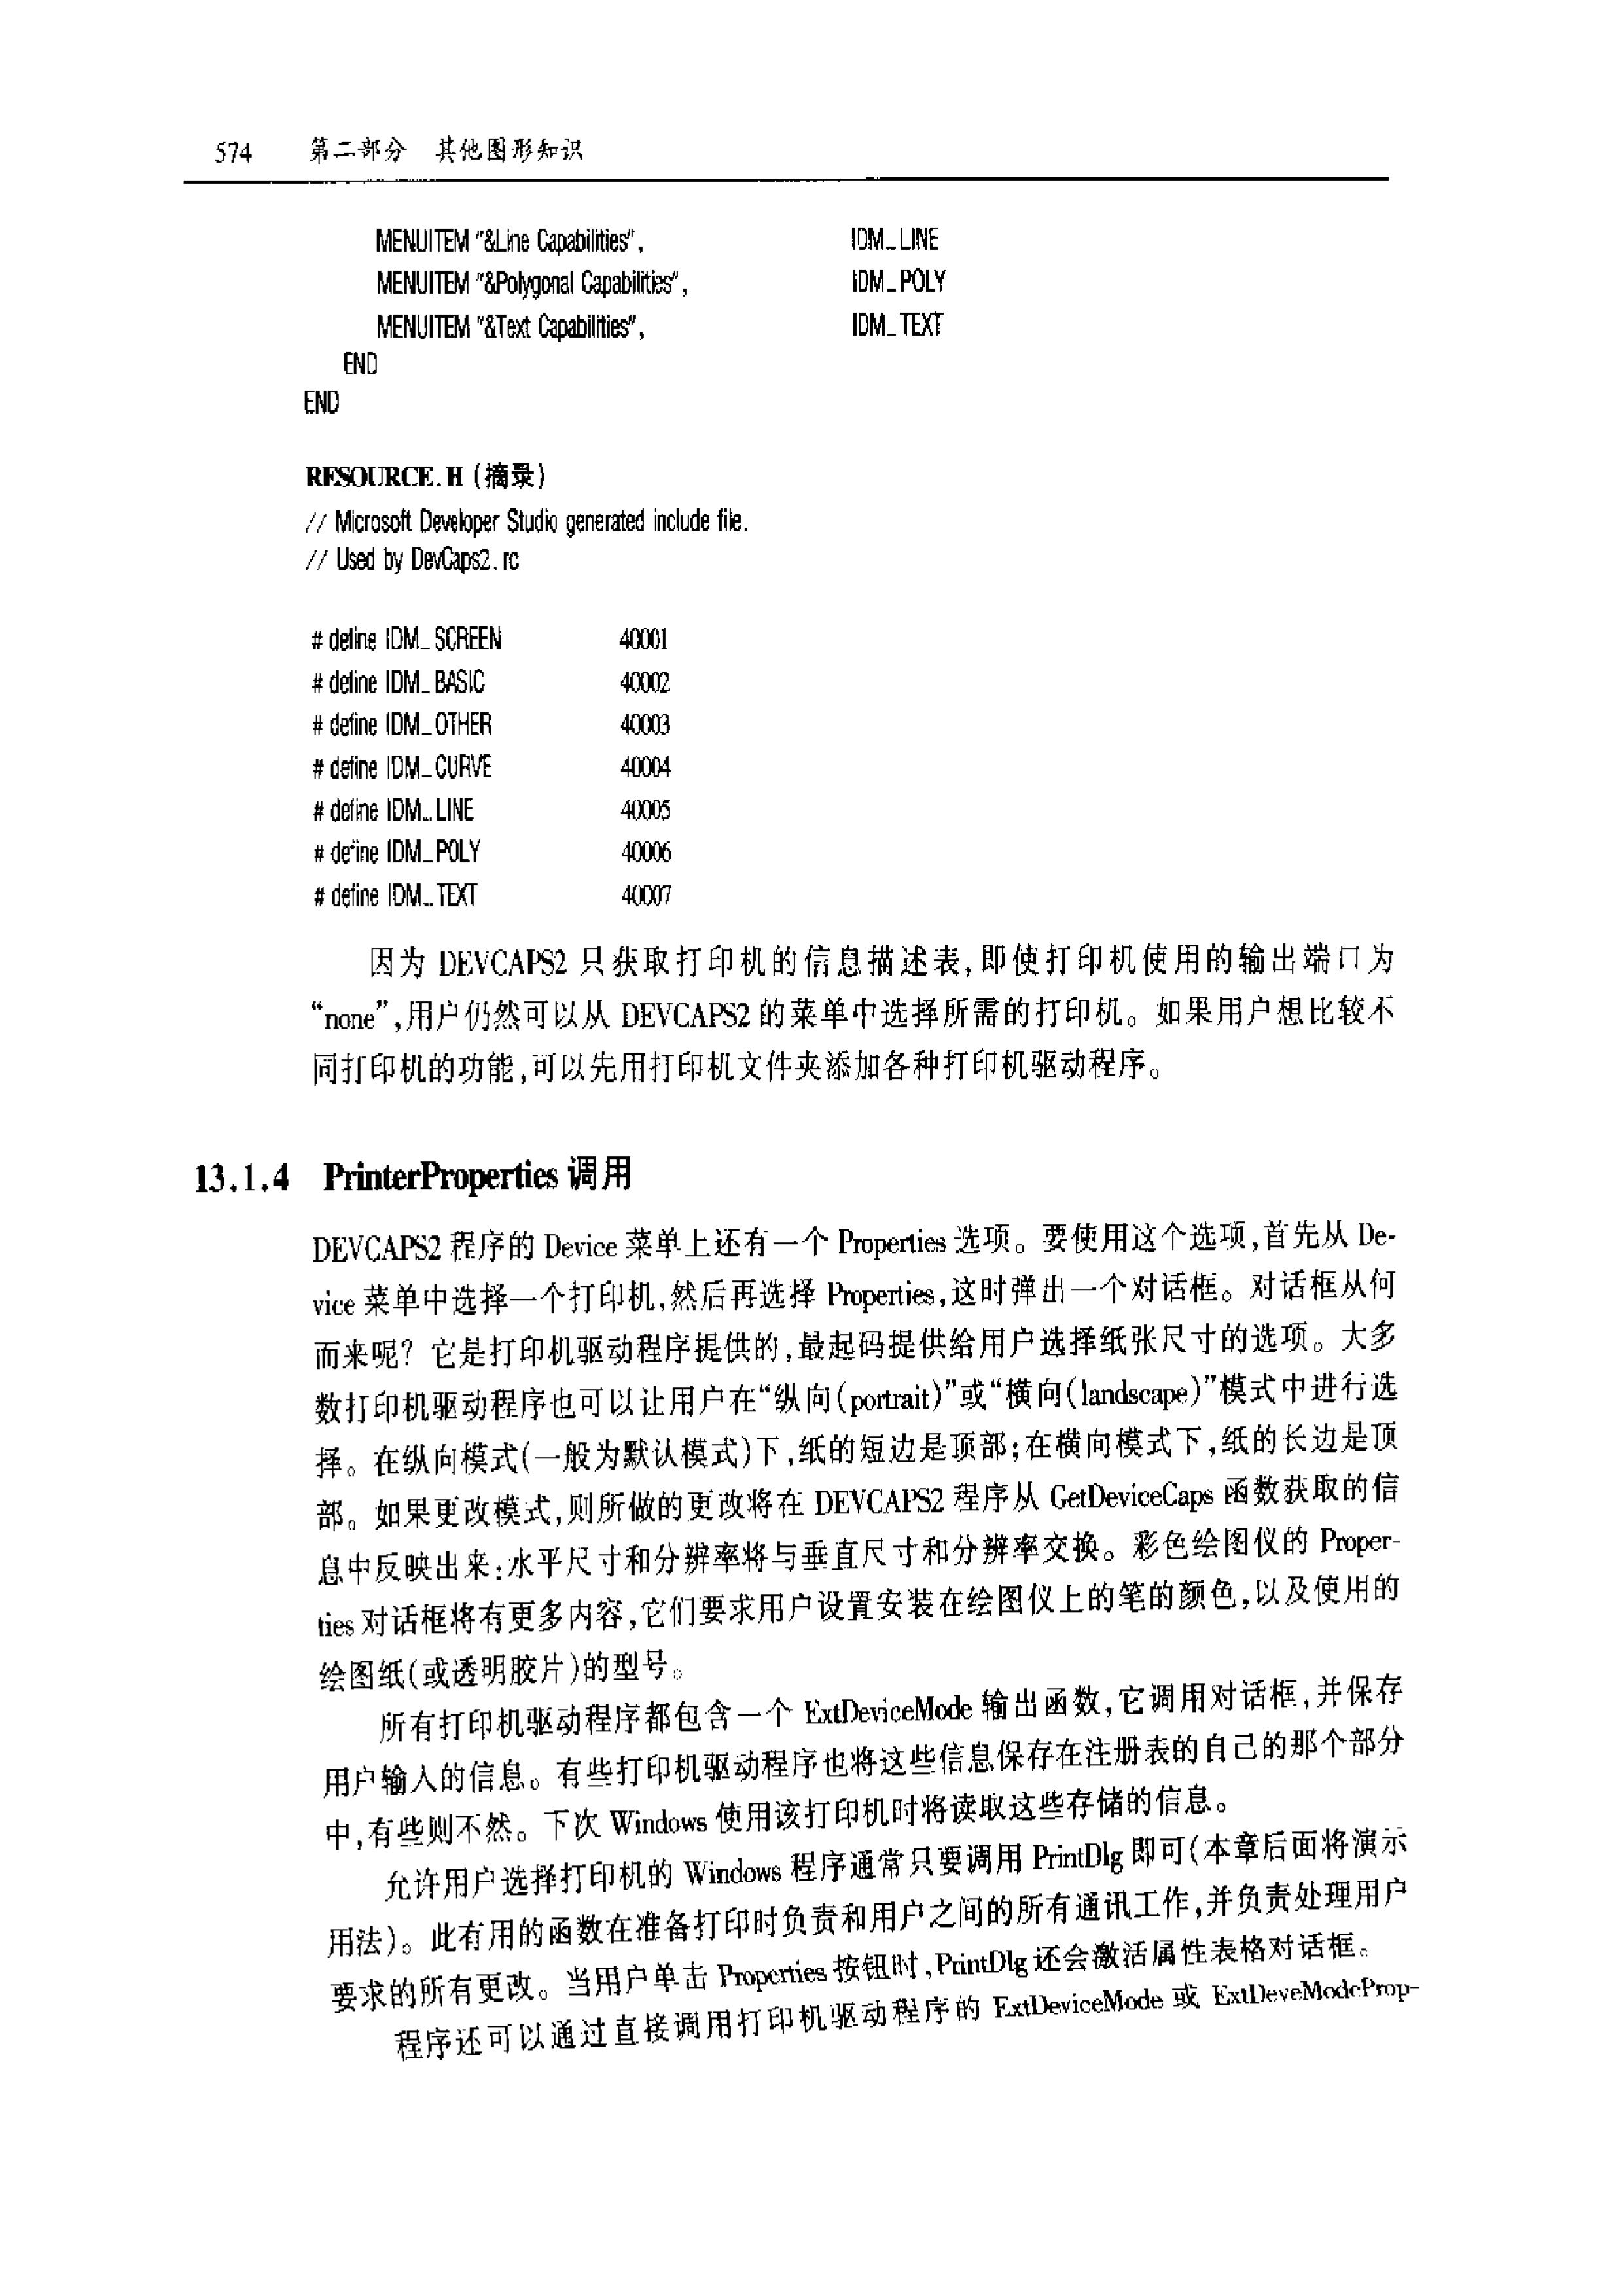 574 第二部分 其他图形知识
MENUITEM "&Line Capabilities", IDM_LINE
MENUITEM "&Polygonal Capabilities", IDM_POLY
MENUITEM "&Text Capabilities", IDM_TEXT
END
END
RESOURCE.H (摘录)
// Microsoft Developer Studio generated include file.
// Used by DevCaps2.rc
# define IDM_SCREEN 40001
# define IDM_BASIC 40002
# define IDM_OTHER 40003
# define IDM_CURVE 40004
# define IDM_LINE 40005
# define IDM_POLY 40006
# define IDM_TEXT 40007
因为 DEVCAPS2 只获取打印机的信息描述表,即使打印机使用的输出端口为
“none”,用户仍然可以从 DEVCAPS2 的菜单中选择所需的打印机。如果用户想比较不
同打印机的功能,可以先用打印机文件夹添加各种打印机驱动程序。
13.1.4 PrinterProperties 调用
DEVCAPS2 程序的 Device 菜单上还有一个 Properties 选项。要使用这个选项,首先从 De-
vice 菜单中选择一个打印机,然后再选择 Properties,这时弹出一个对话框。对话框从何
而来呢? 它是打印机驱动程序提供的,最起码提供给用户选择纸张尺寸的选项。大多
数打印机驱动程序也可以让用户在“纵向(portrait)”或“横向(landscape)”模式中进行选
择。在纵向模式(一般为默认模式)下,纸的短边是顶部;在横向模式下,纸的长边是顶
部。如果更改模式,则所做的更改将在 DEVCAPS2 程序从 GetDeviceCaps 函数获取的信
息中反映出来:水平尺寸和分辨率将与垂直尺寸和分辨率交换。彩色绘图仪的 Proper-
ties 对话框将有更多内容,它们要求用户设置安装在绘图仪上的笔的颜色,以及使用的
绘图纸(或透明胶片)的型号。
所有打印机驱动程序都包含一个 ExtDeviceMode 输出函数,它调用对话框,并保存
用户输入的信息。有些打印机驱动程序也将这些信息保存在注册表的自己的那个部分
中,有些则不然。下次 Windows 使用该打印机时将读取这些存储的信息。
允许用户选择打印机的 Windows 程序通常只要调用 PrintDlg 即可(本章后面将演示
用法)。此有用的函数在准备打印时负责和用户之间的所有通讯工作,并负责处理用户
要求的所有更改。当用户单击 Properties 按钮时,PrintDlg 还会激活属性表格对话框。
程序还可以通过直接调用打印机驱动程序的 ExtDeviceMode 或 ExtDeveModeProp-